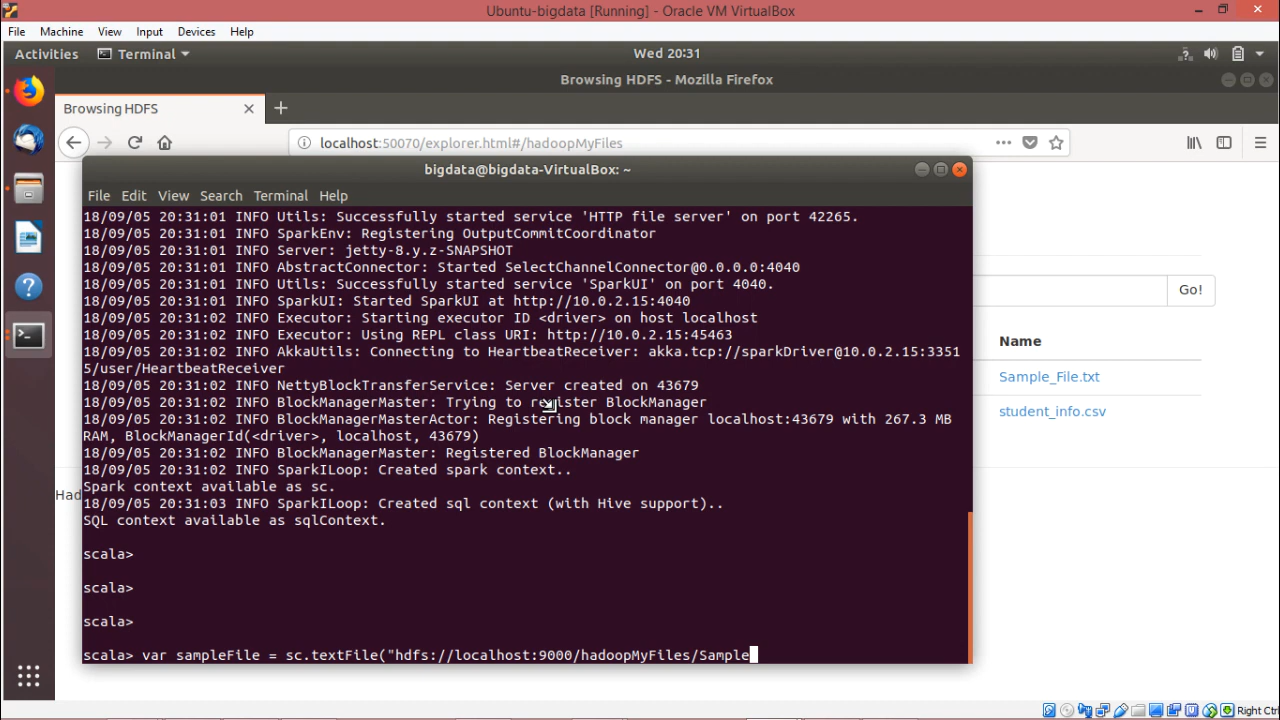 Ubuntu-bigdata [Running] - Oracle VM VirtualBox
File Machine View Input Devices Help
Activities Terminal Wed 20:31
Browsing HDFS - Mozilla Firefox
Browsing HDFS
localhost:50070/explorer.html#/hadoopMyFiles
bigdata@bigdata-VirtualBox: ~
File Edit View Search Terminal Help
18/09/05 20:31:01 INFO Utils: Successfully started service 'HTTP file server' on port 42265.
18/09/05 20:31:01 INFO SparkEnv: Registering OutputCommitCoordinator
18/09/05 20:31:01 INFO Server: jetty-8.y.z-SNAPSHOT
18/09/05 20:31:01 INFO AbstractConnector: Started SelectChannelConnector@0.0.0.0:4040
18/09/05 20:31:01 INFO Utils: Successfully started service 'SparkUI' on port 4040.
18/09/05 20:31:01 INFO SparkUI: Started SparkUI at http://10.0.2.15:4040
18/09/05 20:31:02 INFO Executor: Starting executor ID <driver> on host localhost
18/09/05 20:31:02 INFO Executor: Using REPL class URI: http://10.0.2.15:45463
18/09/05 20:31:02 INFO AkkaUtils: Connecting to HeartbeatReceiver: akka.tcp://sparkDriver@10.0.2.15:3351
5/user/HeartbeatReceiver
18/09/05 20:31:02 INFO NettyBlockTransferService: Server created on 43679
18/09/05 20:31:02 INFO BlockManagerMaster: Trying to register BlockManager
18/09/05 20:31:02 INFO BlockManagerMasterActor: Registering block manager localhost:43679 with 267.3 MB
RAM, BlockManagerId(<driver>, localhost, 43679)
18/09/05 20:31:02 INFO BlockManagerMaster: Registered BlockManager
18/09/05 20:31:02 INFO SparkILoop: Created spark context..
Spark context available as sc.
18/09/05 20:31:03 INFO SparkILoop: Created sql context (with Hive support)..
SQL context available as sqlContext.
scala>
scala>
scala>
scala> var sampleFile = sc.textFile("hdfs://localhost:9000/hadoopMyFiles/Sample
Go!
Name
Sample_File.txt
student_info.csv
Had
Right Ctrl